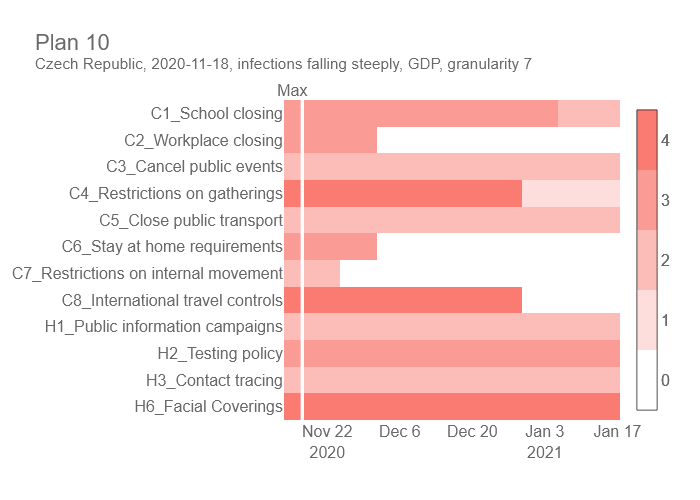 Plan 10
Czech Republic, 2020-11-18, infections falling steeply, GDP, granularity 7
Max
C1_School closing
C2_Workplace closing
C3_Cancel public events
C4_Restrictions on gatherings
C5_Close public transport
C6_Stay at home requirements
C7_Restrictions on internal movement
C8_International travel controls
H1_Public information campaigns
H2_Testing policy
H3_Contact tracing
H6_Facial Coverings
4
3
2
1
0
Nov 22 Dec 6 Dec 20 Jan 3 Jan 17
2020 2021